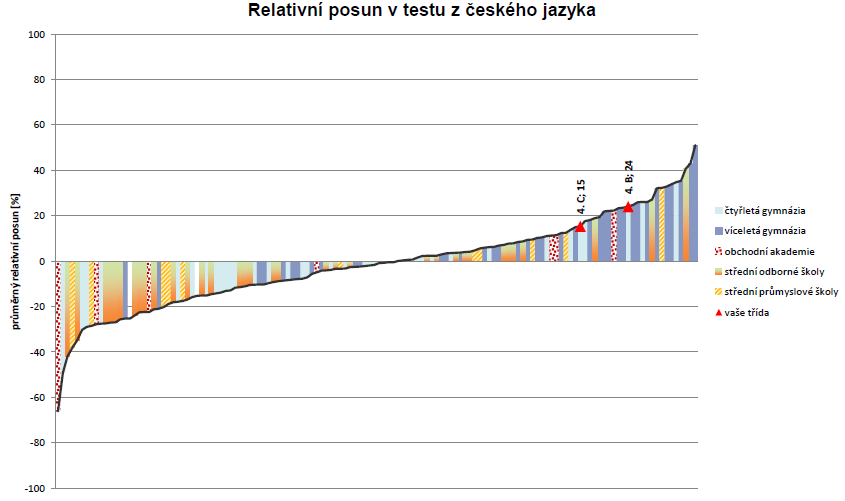 Relativní posun v testu z českého jazyka
průměrný relativní posun [%]
100
80
60
40
20
0
-20
-40
-60
-80
-100
4. C; 15
4. B; 24
čtyřletá gymnázia
víceletá gymnázia
obchodní akademie
střední odborné školy
střední průmyslové školy
vaše třída